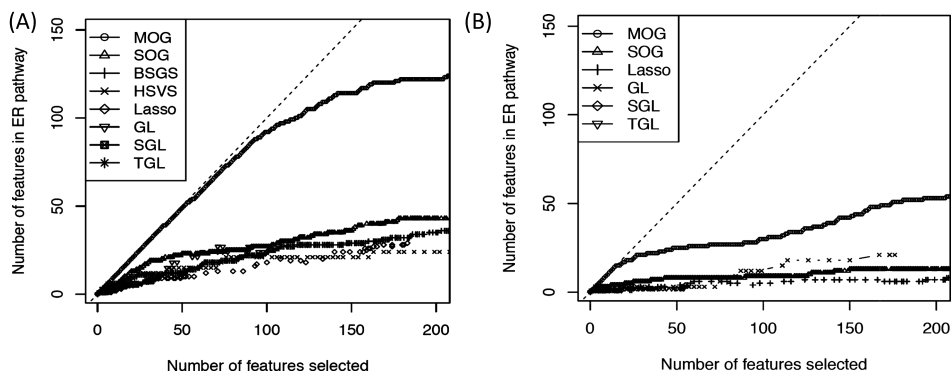 (A)
Number of features in ER pathway
150
100
50
0
MOG
SOG
BSGS
HSVS
Lasso
GL
SGL
TGL
0 50 100 150 200
Number of features selected
(B)
Number of features in ER pathway
150
100
50
0
MOG
SOG
Lasso
GL
SGL
TGL
0 50 100 150 200
Number of features selected